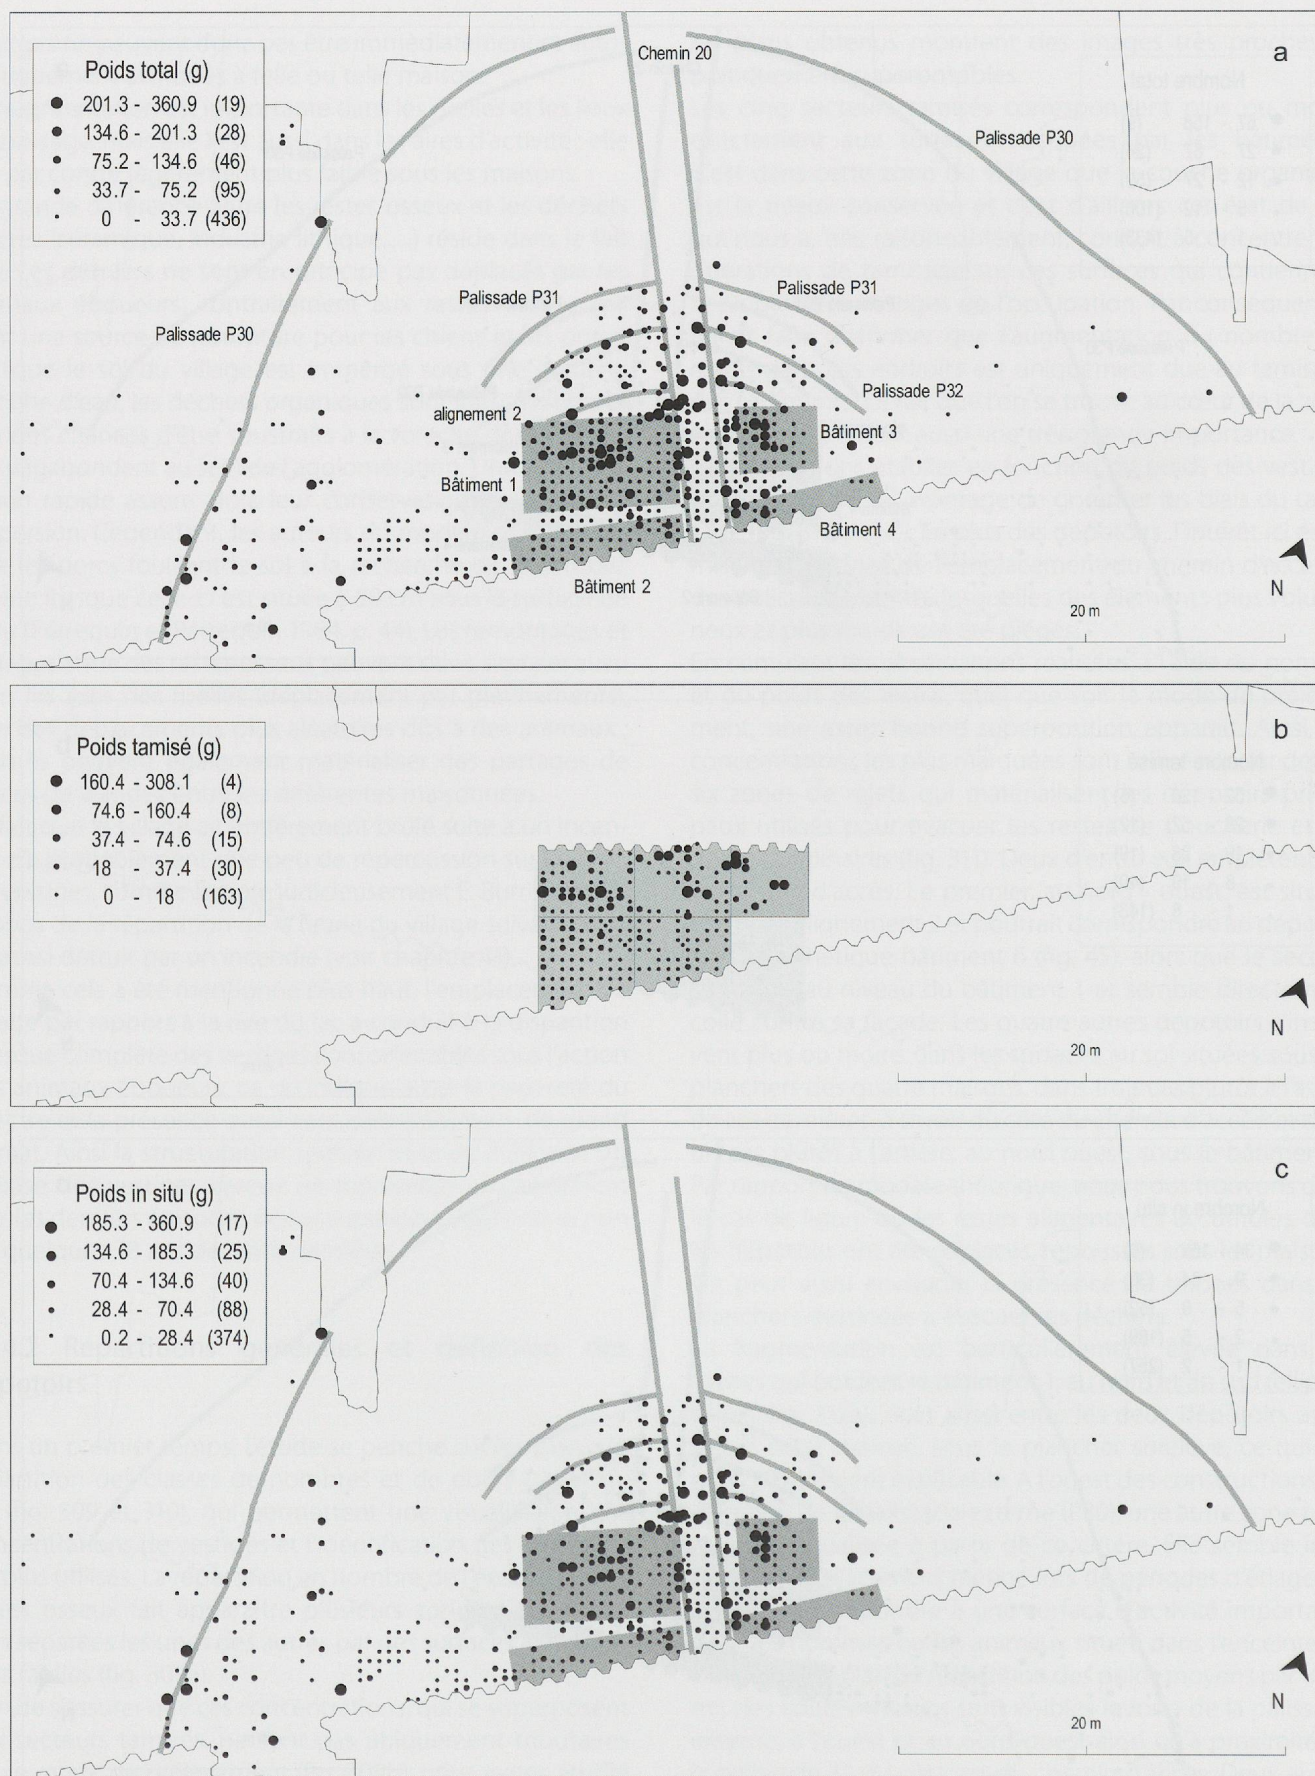 a
Poids total (g)
201.3 - 360.9 (19)
134.6 - 201.3 (28)
75.2 - 134.6 (46)
33.7 - 75.2 (95)
0 - 33.7 (436)
Chemin 20
Palissade P30
Palissade P31
Palissade P31
Palissade P30
alignement 2
Palissade P32
Bâtiment 3
Bâtiment 1
Bâtiment 4
Bâtiment 2
N
20 m
b
Poids tamisé (g)
160.4 - 308.1 (4)
74.6 - 160.4 (8)
37.4 - 74.6 (15)
18 - 37.4 (30)
0 - 18 (163)
N
20 m
c
Poids in situ (g)
185.3 - 360.9 (17)
134.6 - 185.3 (25)
70.4 - 134.6 (40)
28.4 - 70.4 (88)
0.2 - 28.4 (374)
N
20 m